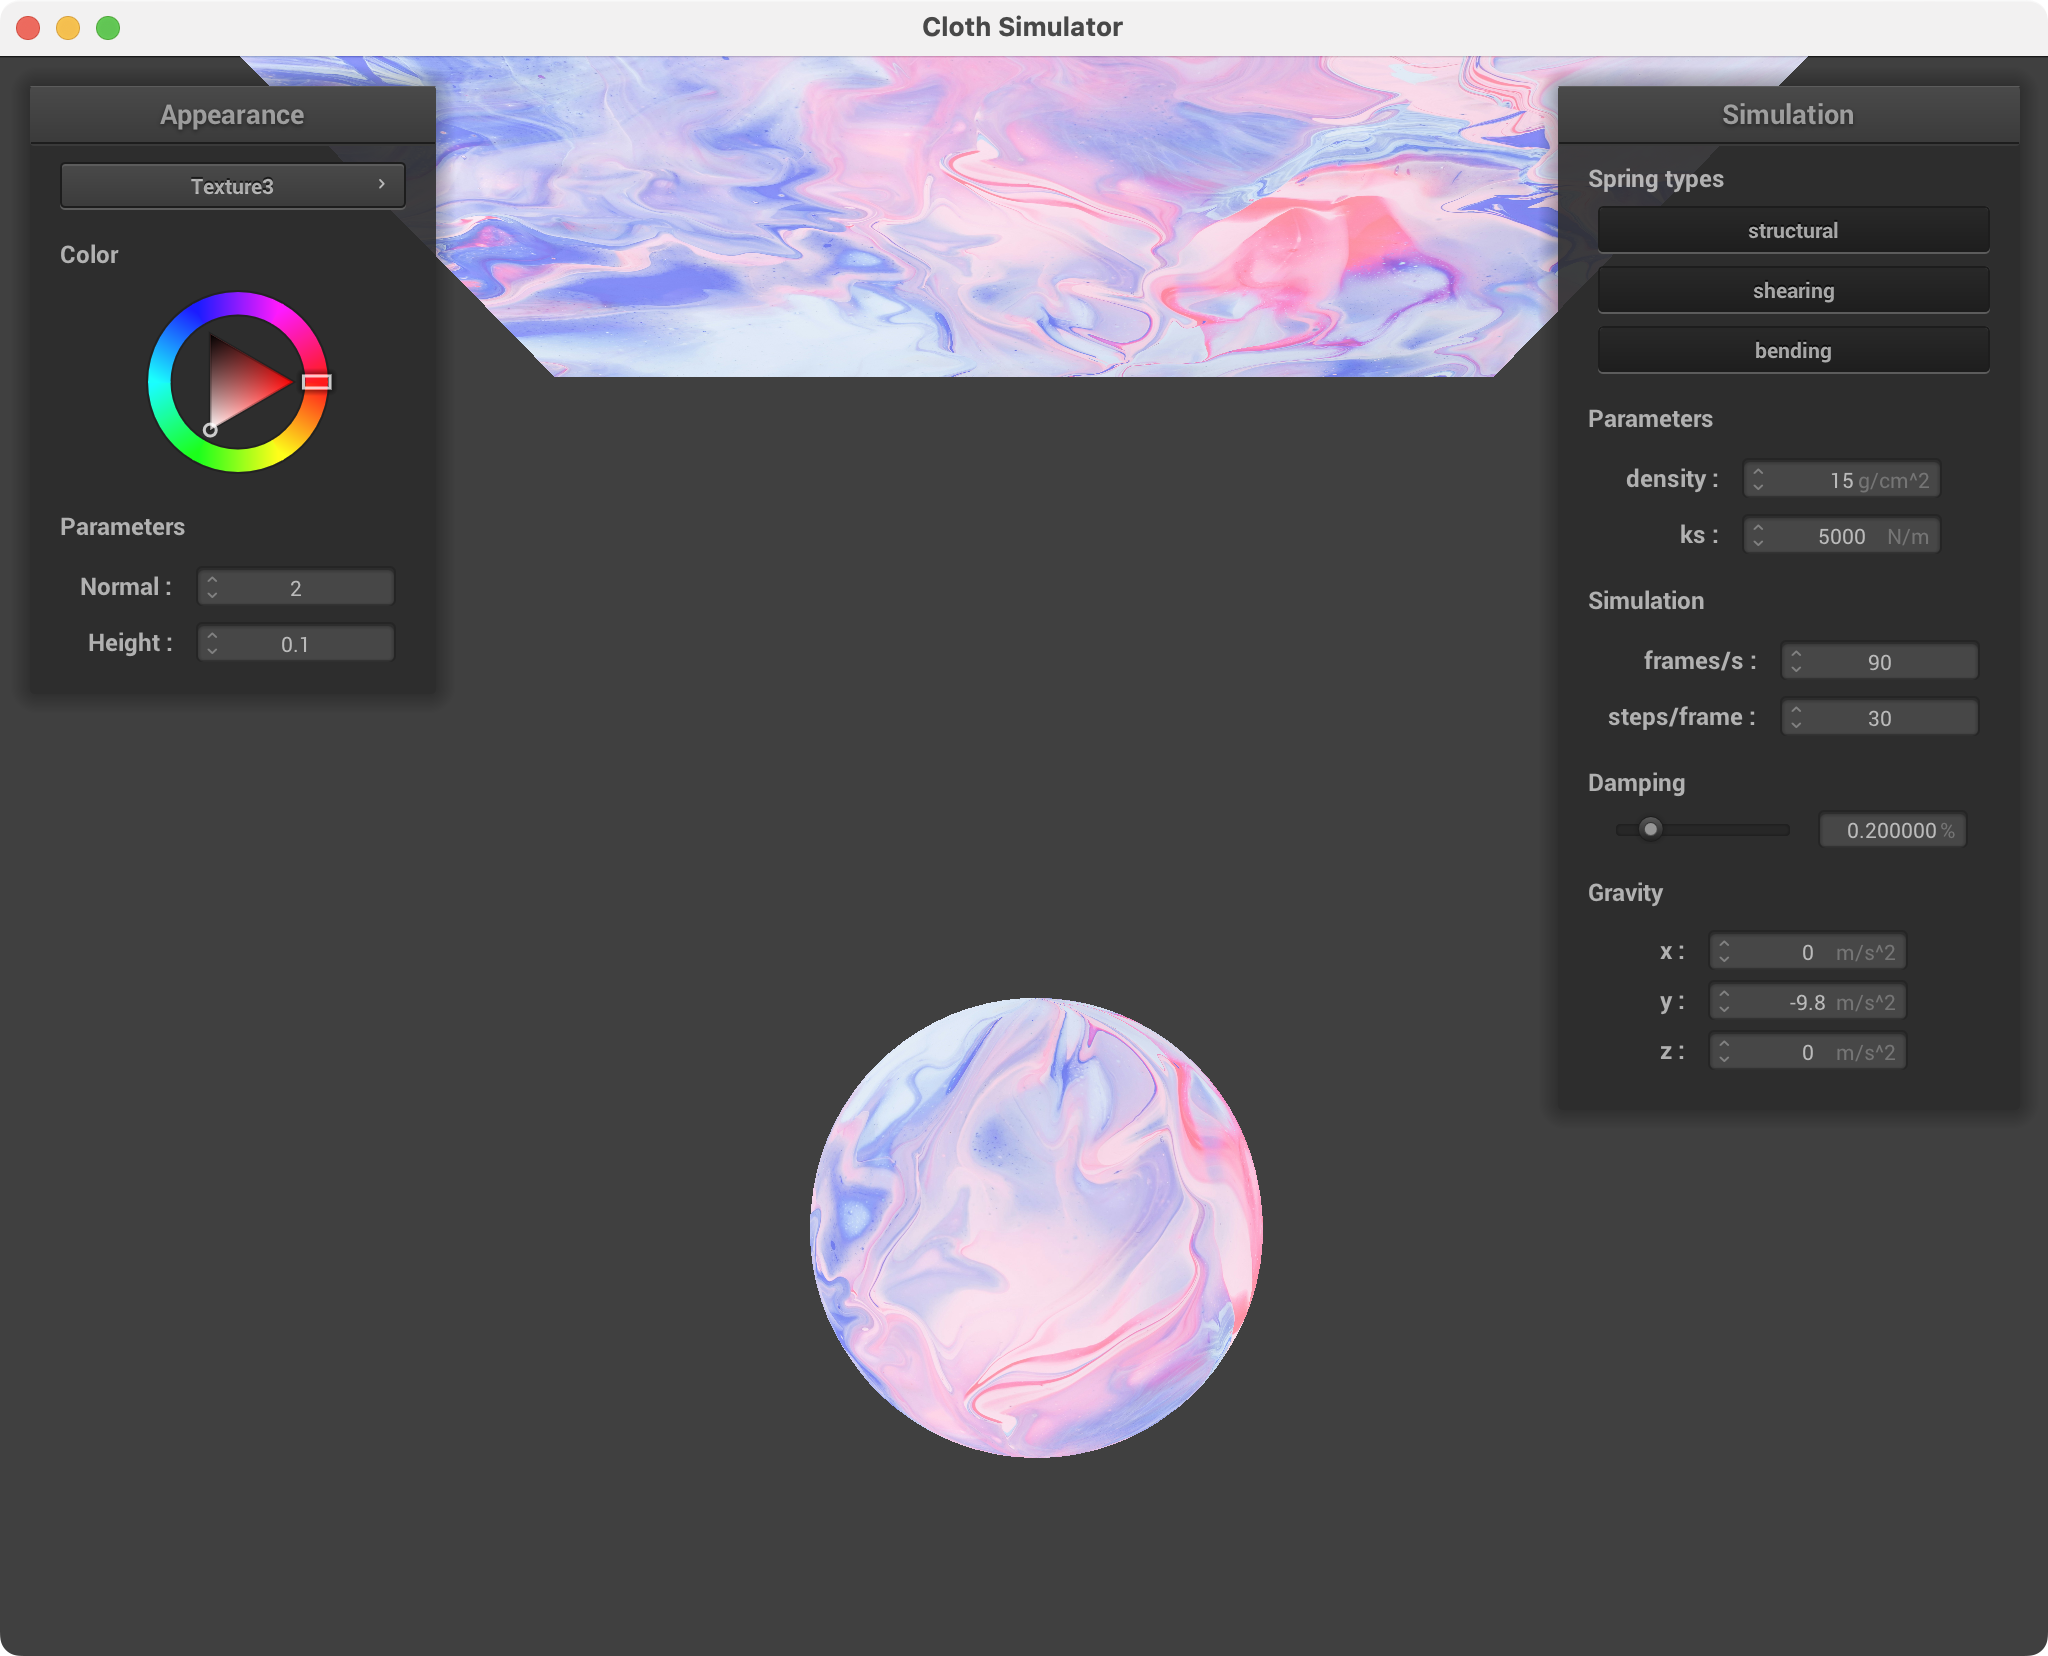 Cloth Simulator
Appearance
Texture3
Color
Parameters
Normal : 2
Height : 0.1
Simulation
Spring types
structural
shearing
bending
Parameters
density : 15 g/cm^2
ks : 5000 N/m
Simulation
frames/s : 90
steps/frame : 30
Damping
0.200000 %
Gravity
x : 0 m/s^2
y : -9.8 m/s^2
z : 0 m/s^2